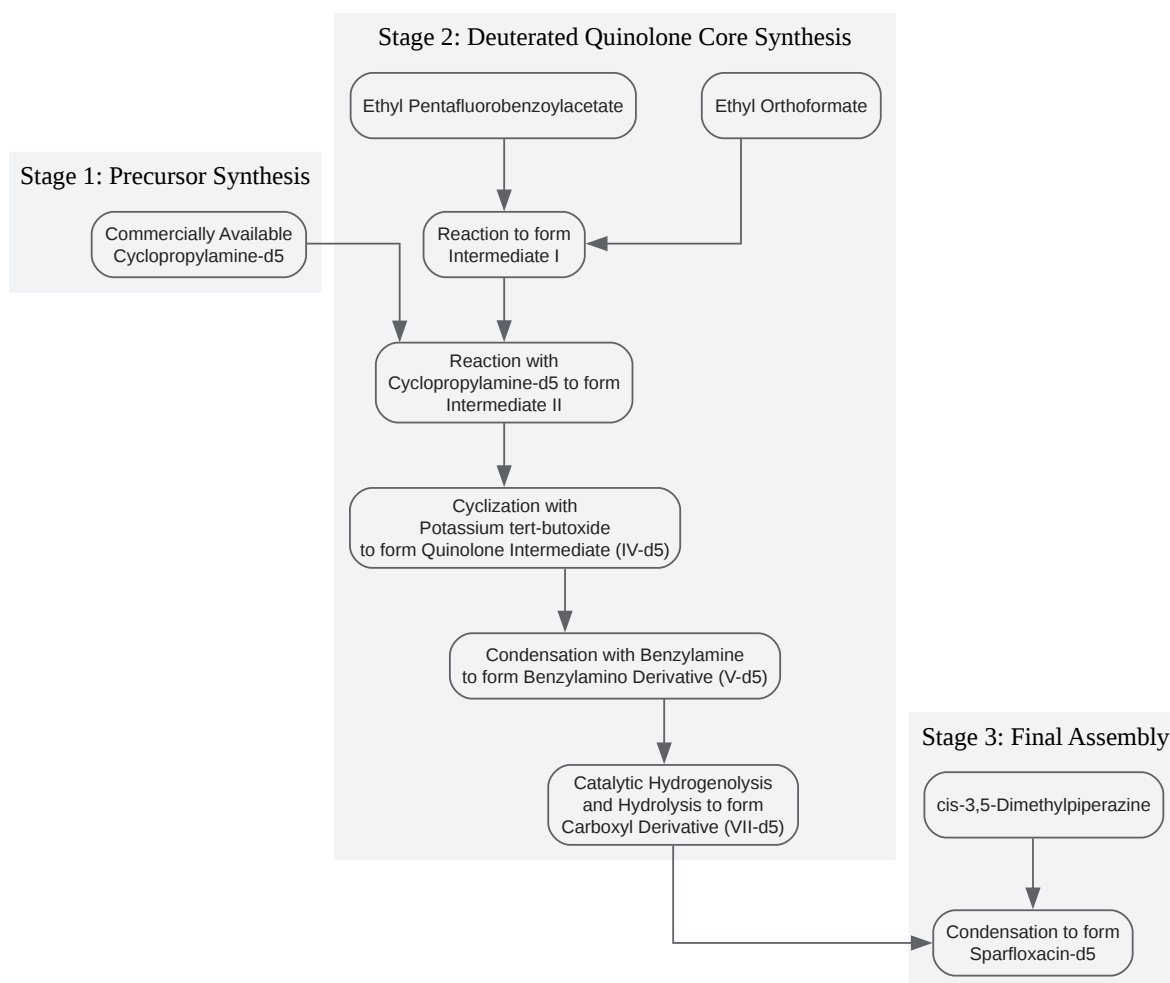 Stage 2: Deuterated Quinolone Core Synthesis
Ethyl Pentafluorobenzoylacetate
Ethyl Orthoformate
Stage 1: Precursor Synthesis
Commercially Available
Cyclopropylamine-d5
Reaction to form
Intermediate I
Reaction with
Cyclopropylamine-d5 to form
Intermediate II
Cyclization with
Potassium tert-butoxide
to form Quinolone Intermediate (IV-d5)
Condensation with Benzylamine
to form Benzylamino Derivative (V-d5)
Catalytic Hydrogenolysis
and Hydrolysis to form
Carboxyl Derivative (VII-d5)
Stage 3: Final Assembly
cis-3,5-Dimethylpiperazine
Condensation to form
Sparfloxacin-d5